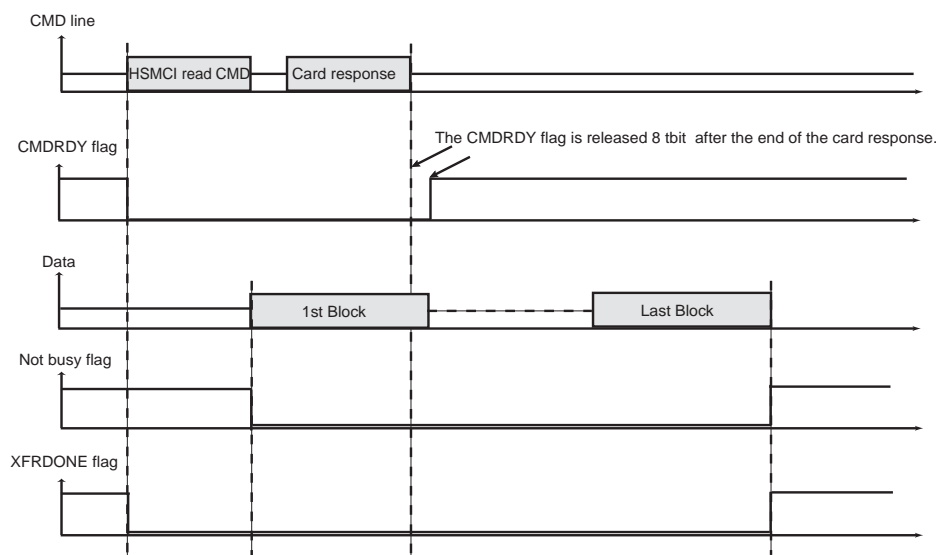 CMD line
HSMCI read CMD
Card response
The CMDRDY flag is released 8 tbit after the end of the card response.
CMDRDY flag
Data
1st Block
Last Block
Not busy flag
XFRDONE flag